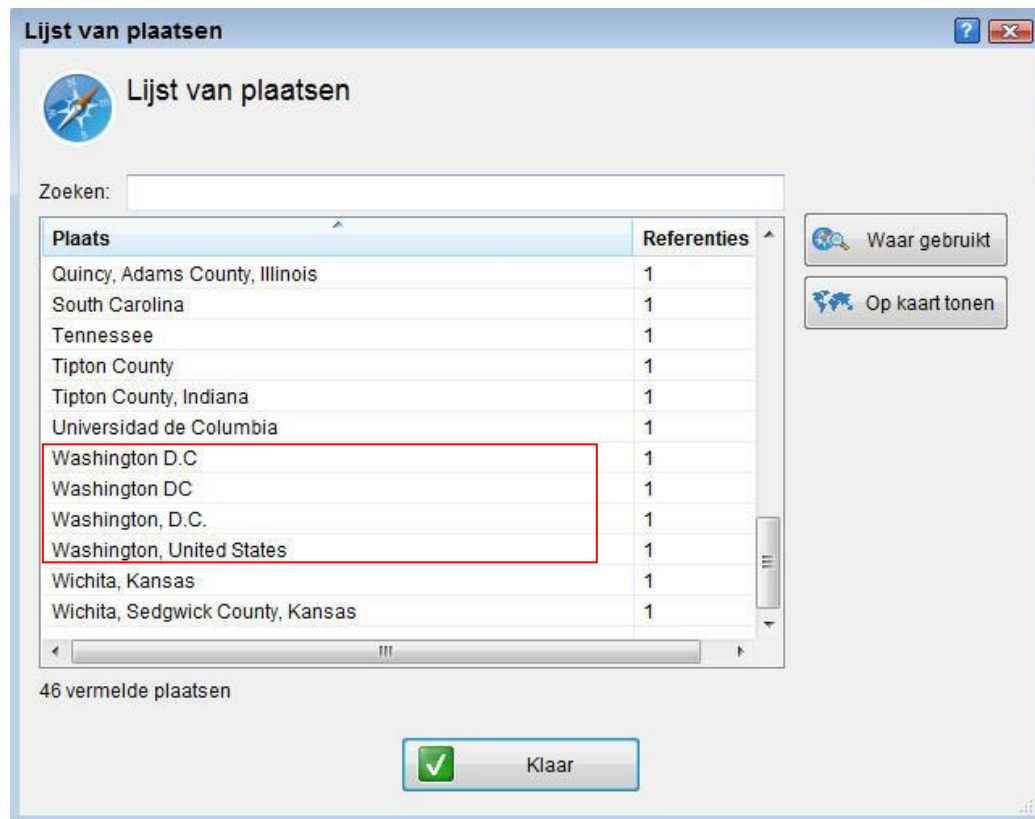 Lijst van plaatsen
Lijst van plaatsen
Zoeken:
Plaats Referenties
Quincy, Adams County, Illinois 1
South Carolina 1
Tennessee 1
Tipton County 1
Tipton County, Indiana 1
Universidad de Columbia 1
Washington D.C 1
Washington DC 1
Washington, D.C. 1
Washington, United States 1
Wichita, Kansas 1
Wichita, Sedgwick County, Kansas 1
Waar gebruikt
Op kaart tonen
46 vermelde plaatsen
Klaar